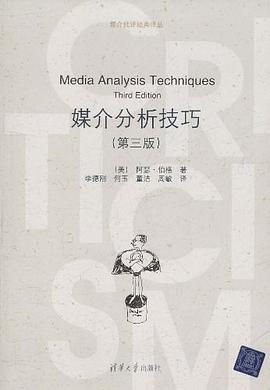 媒介批评经典译丛
CRITICISM
Media Analysis Techniques
Third Edition
媒介分析技巧
(第三版)
(美) 阿瑟·伯格 著
李德刚 何玉 董洁 周敏 译
清华大学出版社